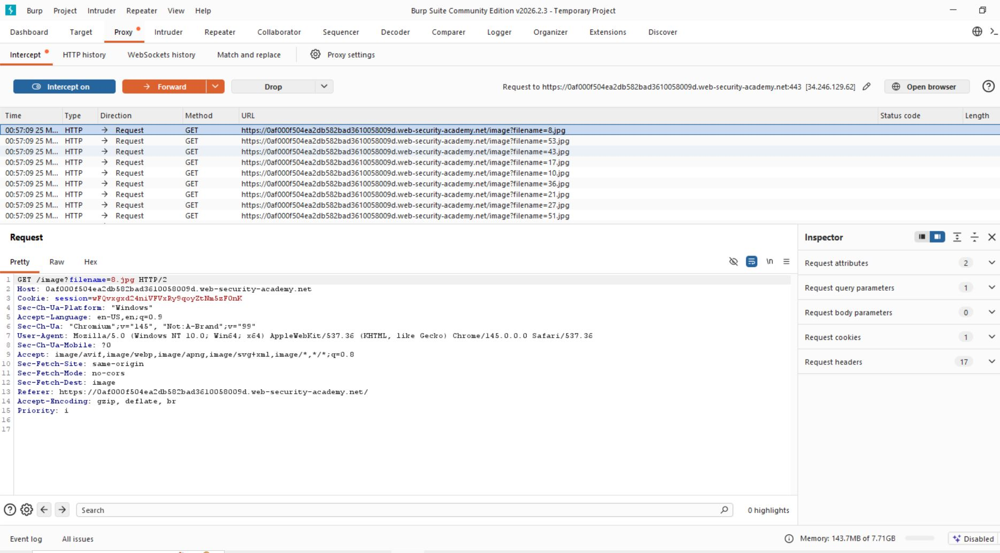 Burp Project Intruder Repeater View Help Burp Suite Community Edition v2026.2.3 - Temporary Project
Dashboard Target Proxy Intruder Repeater Collaborator Sequencer Decoder Comparer Logger Organizer Extensions Discover
Intercept HTTP history WebSockets history Match and replace Proxy settings
Intercept on → Forward Drop Request to https://0af000f504ea2db582bad3610058009d.web-security-academy.net:443 [34.246.129.62] Open browser ?
Time Type Direction Method URL Status code Length
00:57:09 25 M... HTTP → Request GET https://0af000f504ea2db582bad3610058009d.web-security-academy.net/image?filename=8.jpg
00:57:09 25 M... HTTP → Request GET https://0af000f504ea2db582bad3610058009d.web-security-academy.net/image?filename=53.jpg
00:57:09 25 M... HTTP → Request GET https://0af000f504ea2db582bad3610058009d.web-security-academy.net/image?filename=43.jpg
00:57:09 25 M... HTTP → Request GET https://0af000f504ea2db582bad3610058009d.web-security-academy.net/image?filename=17.jpg
00:57:09 25 M... HTTP → Request GET https://0af000f504ea2db582bad3610058009d.web-security-academy.net/image?filename=10.jpg
00:57:09 25 M... HTTP → Request GET https://0af000f504ea2db582bad3610058009d.web-security-academy.net/image?filename=36.jpg
00:57:09 25 M... HTTP → Request GET https://0af000f504ea2db582bad3610058009d.web-security-academy.net/image?filename=21.jpg
00:57:09 25 M... HTTP → Request GET https://0af000f504ea2db582bad3610058009d.web-security-academy.net/image?filename=27.jpg
00:57:09 25 M... HTTP → Request GET https://0af000f504ea2db582bad3610058009d.web-security-academy.net/image?filename=51.jpg
Request
Pretty Raw Hex \n
1 GET /image?filename=8.jpg HTTP/2
2 Host: 0af000f504ea2db582bad3610058009d.web-security-academy.net
3 Cookie: session=wFQvxgxd24niVFVxRy9qoyZtNm5zF0nK
4 Sec-Ch-Ua-Platform: "Windows"
5 Accept-Language: en-US,en;q=0.9
6 Sec-Ch-Ua: "Chromium";v="145", "Not:A-Brand";v="99"
7 User-Agent: Mozilla/5.0 (Windows NT 10.0; Win64; x64) AppleWebKit/537.36 (KHTML, like Gecko) Chrome/145.0.0.0 Safari/537.36
8 Sec-Ch-Ua-Mobile: ?0
9 Accept: image/avif,image/webp,image/apng,image/svg+xml,image/*,*/*;q=0.8
10 Sec-Fetch-Site: same-origin
11 Sec-Fetch-Mode: no-cors
12 Sec-Fetch-Dest: image
13 Referer: https://0af000f504ea2db582bad3610058009d.web-security-academy.net/
14 Accept-Encoding: gzip, deflate, br
15 Priority: i
16
17
Inspector
Request attributes 2
Request query parameters 1
Request body parameters 0
Request cookies 1
Request headers 17
? Search 0 highlights
Event log All issues Memory: 143.7MB of 7.71GB Disabled